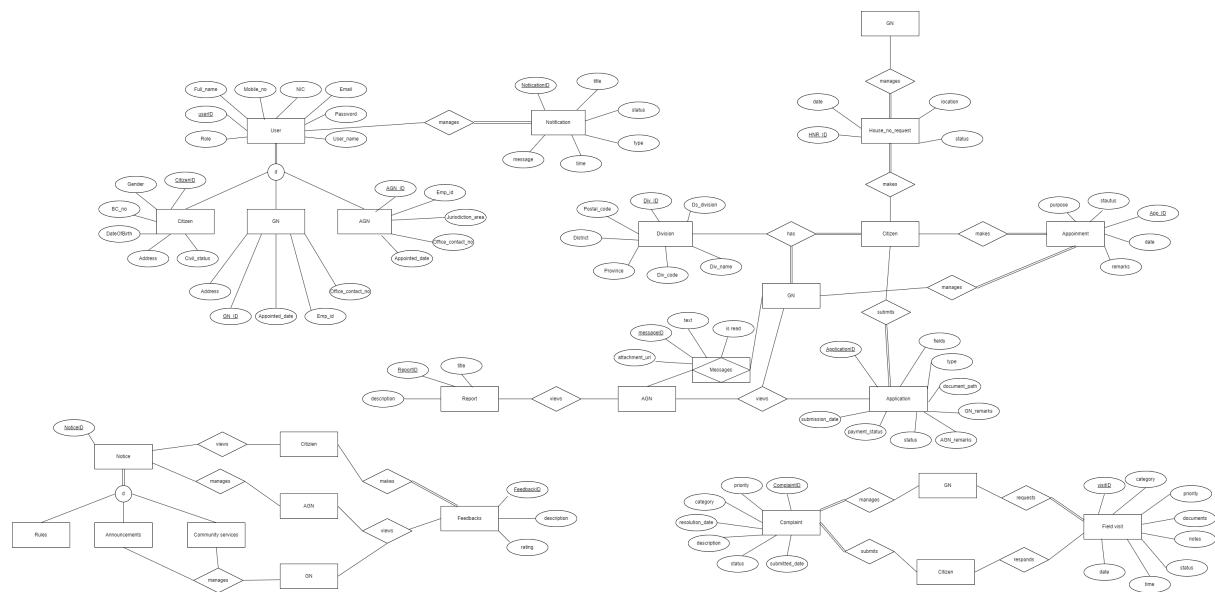 GN
manages
date
location
HNR_ID
House_no_request
status
makes
Full_name
Mobile_no
NIC
Email
userID
Password
Role
User
User_name
manages
NoticationID
title
status
Notification
type
message
time
d
Gender
CitizenID
BC_no
Citizen
DateOfBirth
Address
Civil_status
GN
Address
GN_ID
Appointed_date
Emp_id
Office_contact_no
AGN_ID
Emp_id
AGN
Jurisdiction_area
Office_contact_no
Appointed_date
Div_ID
Ds_division
Postal_code
District
Division
Province
Div_code
Div_name
has
Citizen
makes
purpose
stautus
App_ID
Appoinment
date
remarks
GN
manages
submits
text
messageID
is read
attachment_url
Messages
ReportID
title
description
Report
views
AGN
views
ApplicationID
fields
type
document_path
Application
GN_remarks
submission_date
payment_status
status
AGN_remarks
NoticeID
Notice
views
Citizen
makes
manages
AGN
views
Feedbacks
FeedbackID
description
rating
d
Rules
Announcements
Community services
manages
GN
priority
ComplaintID
category
resolution_date
Complaint
description
status
submitted_date
manages
GN
requests
submits
Citizen
responds
visitID
category
priority
documents
Field visit
notes
status
date
time